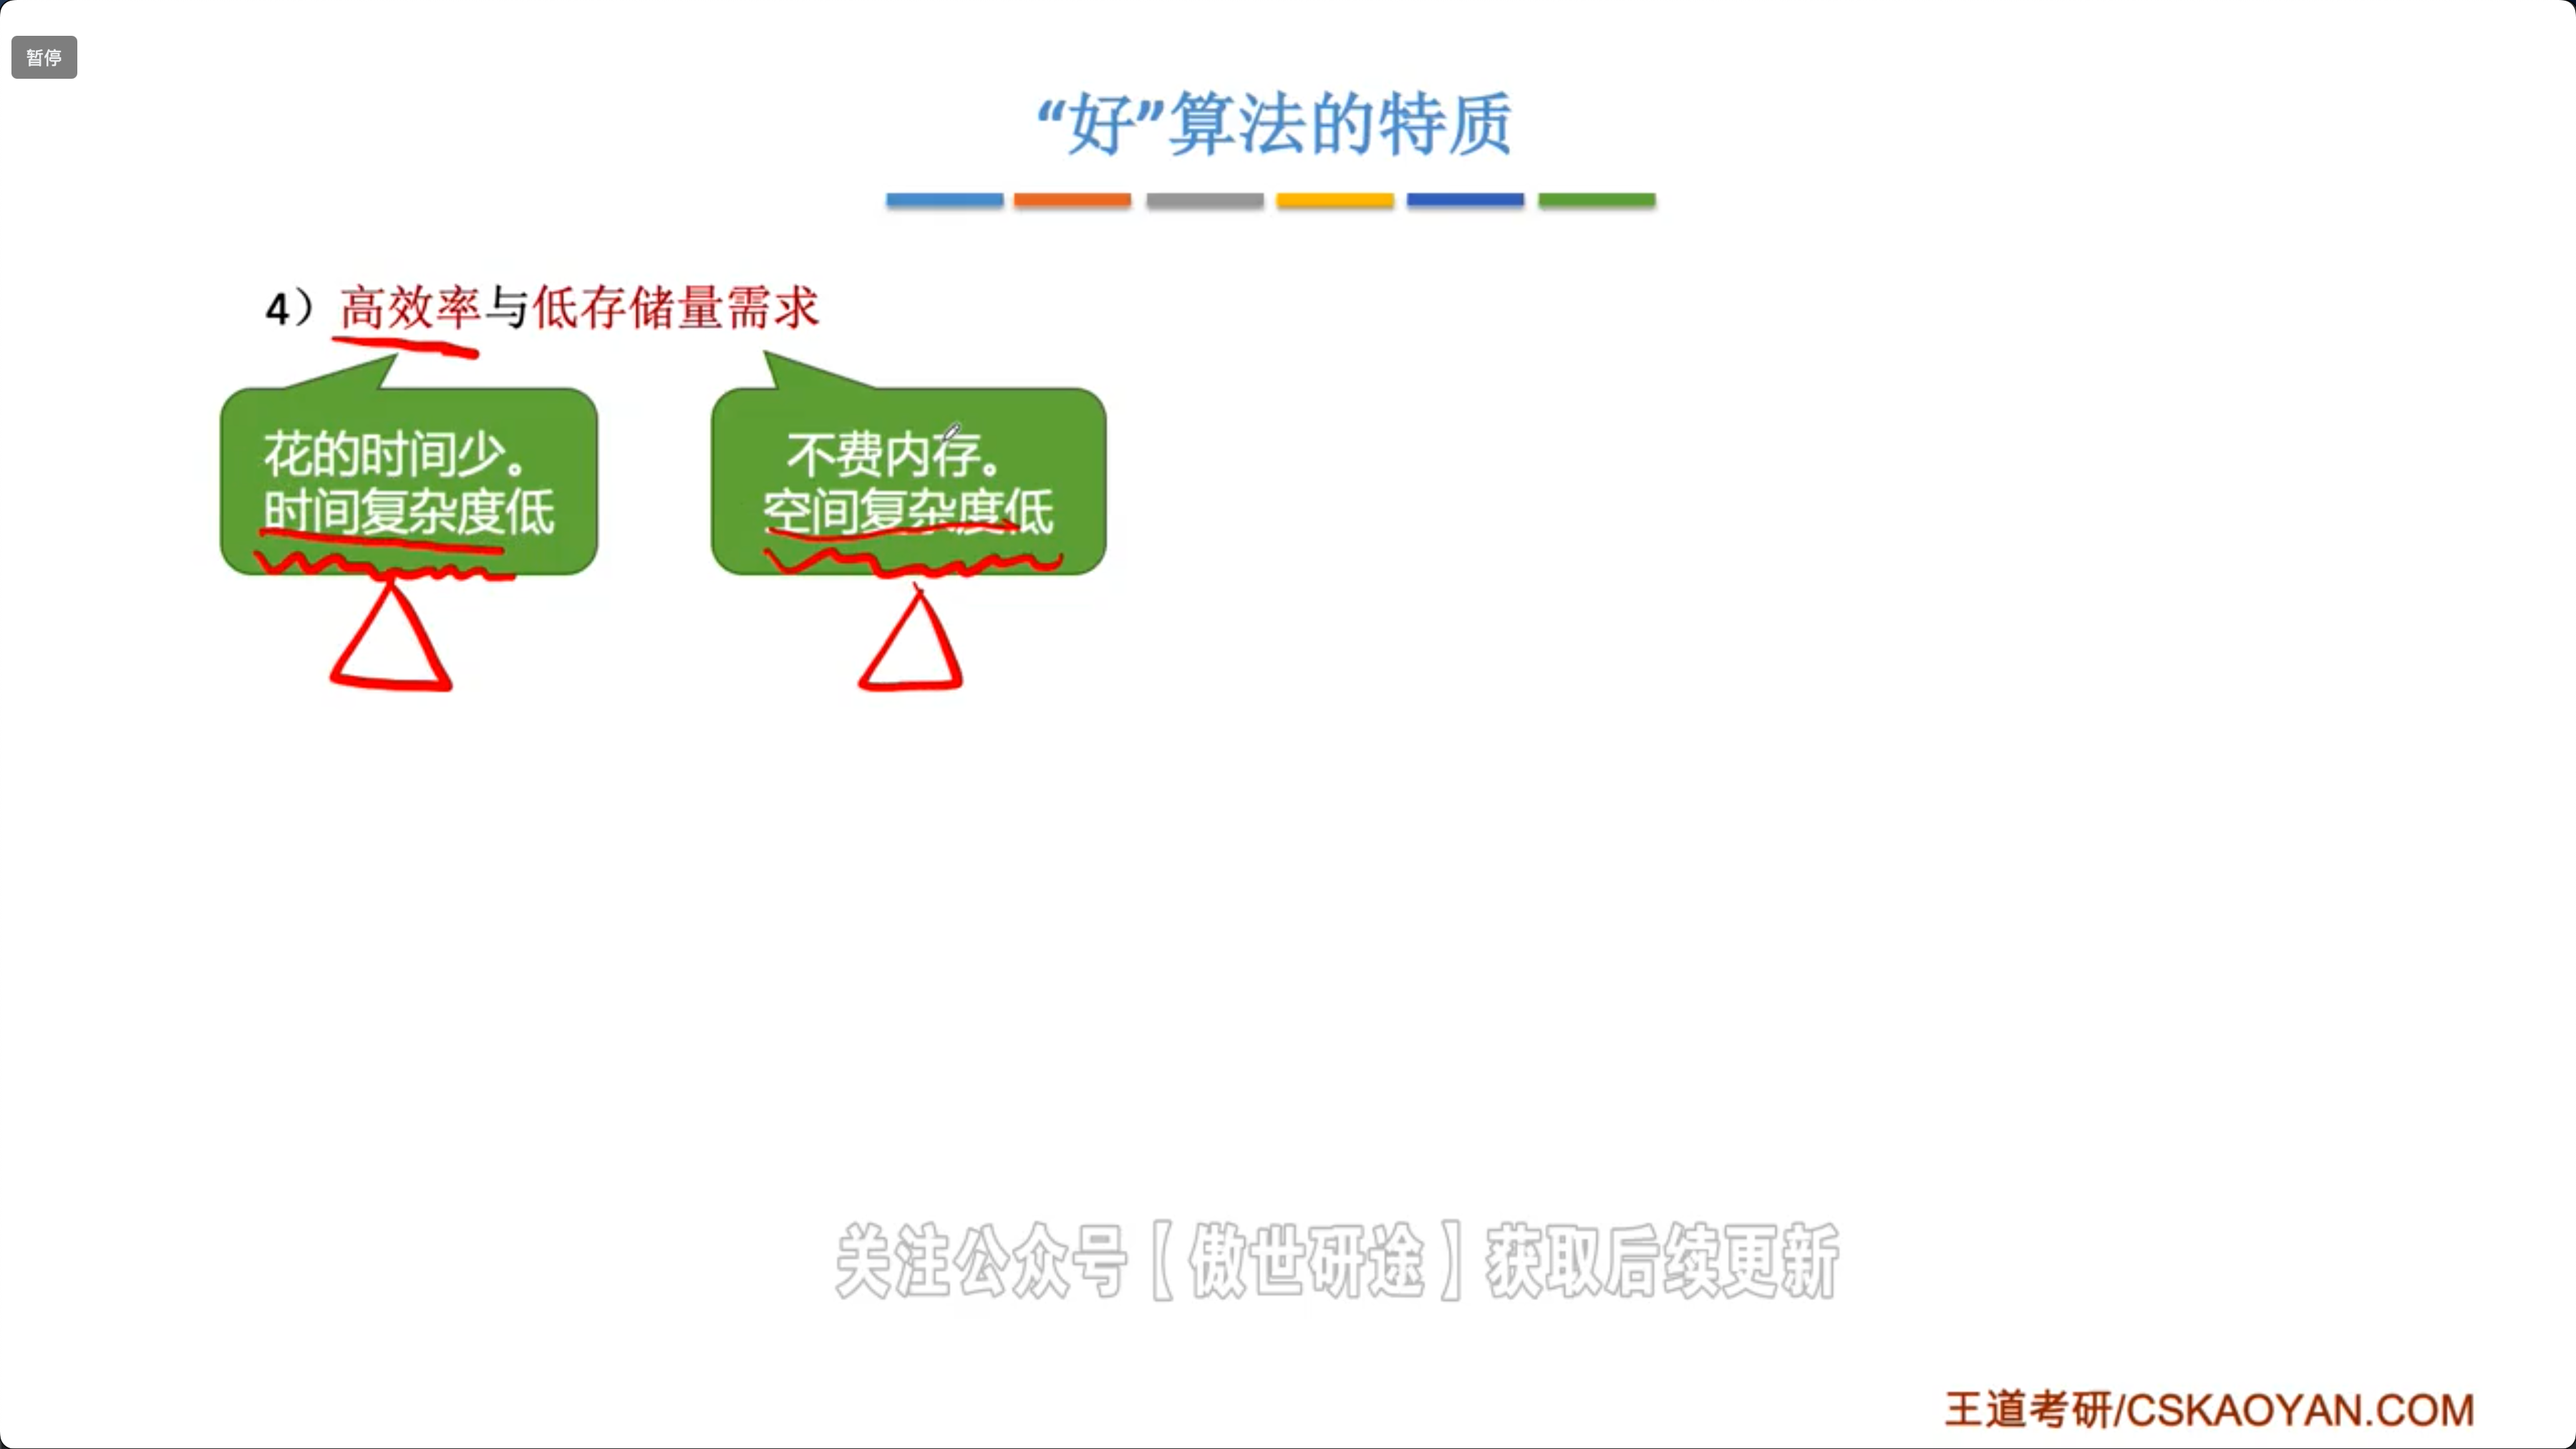 暂停
“好”算法的特质
4）高效率与低存储量需求
花的时间少。
时间复杂度低
不费内存。
空间复杂度低
关注公众号【傲世研途】获取后续更新
王道考研/CSKAOYAN.COM